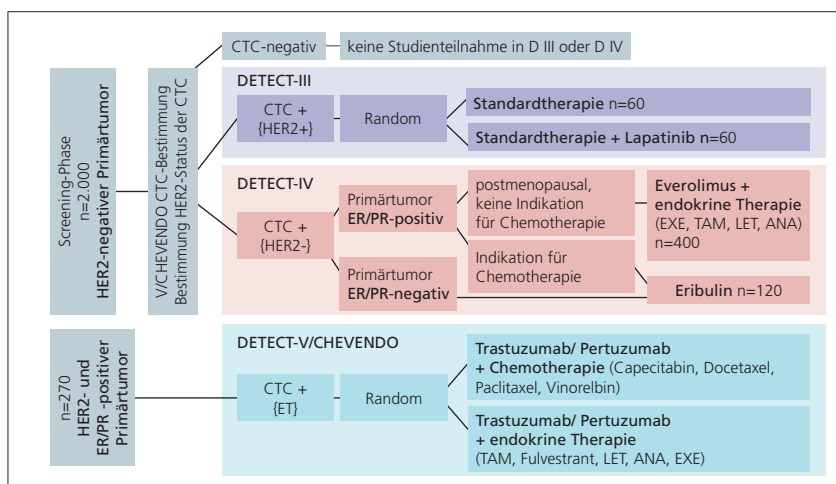 CTC-negativ
keine Studienteilnahme in D III oder D IV
Screening-Phase
n=2.000
HER2-negativer Primärtumor
V/CHEVENDO CTC-Bestimmung
Bestimmung HER2-Status der CTC
DETECT-III
CTC +
{HER2+}
Random
Standardtherapie n=60
Standardtherapie + Lapatinib n=60
DETECT-IV
CTC +
{HER2-}
Primärtumor
ER/PR-positiv
Primärtumor
ER/PR-negativ
postmenopausal,
keine Indikation
für Chemotherapie
Indikation für
Chemotherapie
Everolimus +
endokrine Therapie
(EXE, TAM, LET, ANA)
n=400
Eribulin n=120
n=270
HER2- und
ER/PR -positiver
Primärtumor
DETECT-V/CHEVENDO
CTC +
{ET}
Random
Trastuzumab/ Pertuzumab
+ Chemotherapie (Capecitabin, Docetaxel,
Paclitaxel, Vinorelbin)
Trastuzumab/ Pertuzumab
+ endokrine Therapie
(TAM, Fulvestrant, LET, ANA, EXE)